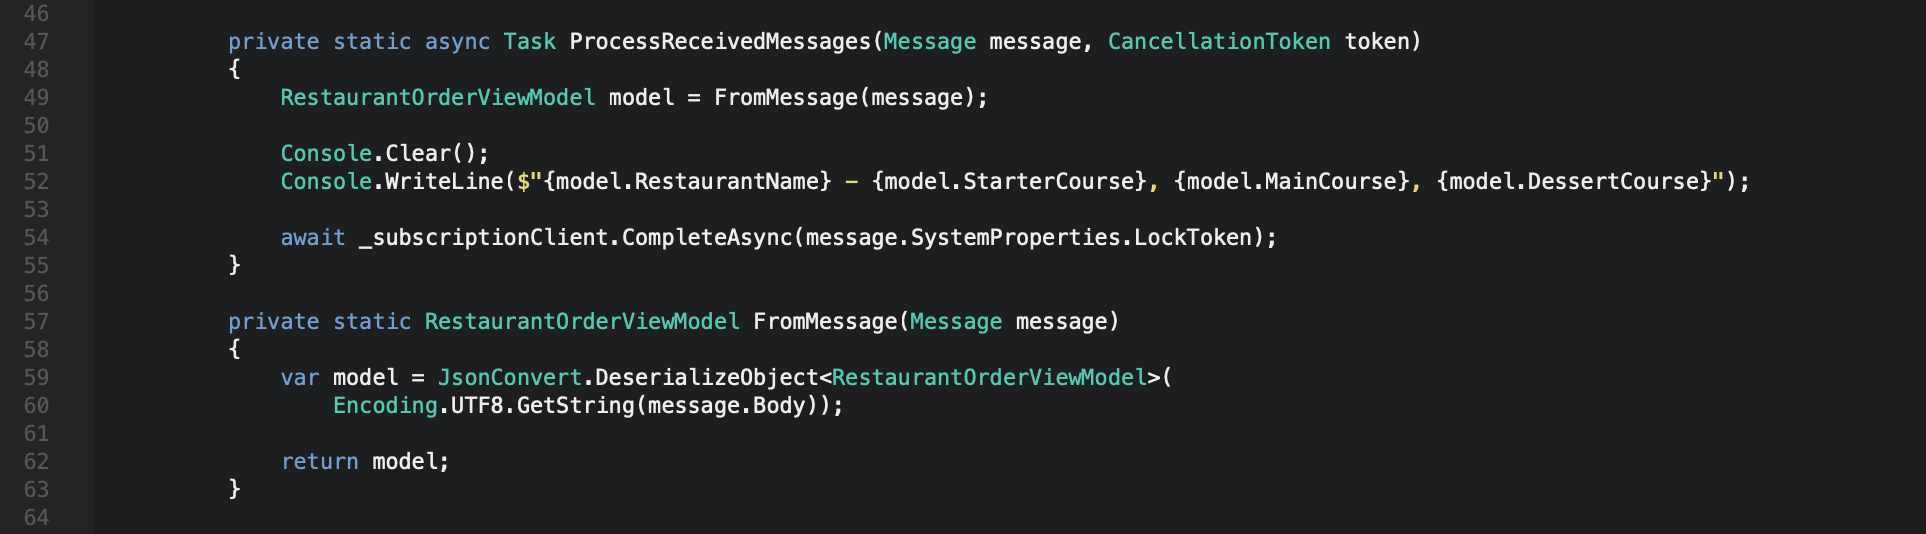 46
47 private static async Task ProcessReceivedMessages(Message message, CancellationToken token)
48 {
49 RestaurantOrderViewModel model = FromMessage(message);
50
51 Console.Clear();
52 Console.WriteLine($"{model.RestaurantName} – {model.StarterCourse}, {model.MainCourse}, {model.DessertCourse}");
53
54 await _subscriptionClient.CompleteAsync(message.SystemProperties.LockToken);
55 }
56
57 private static RestaurantOrderViewModel FromMessage(Message message)
58 {
59 var model = JsonConvert.DeserializeObject<RestaurantOrderViewModel>(
60 Encoding.UTF8.GetString(message.Body));
61
62 return model;
63 }
64